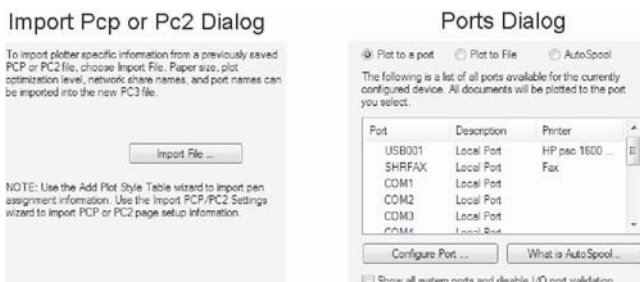 Import Pcp or Pc2 Dialog
To import plotter specific information from a previously saved
PCP or PC2 file, choose Import File. Paper size, plot
optimization level, network share names, and port names can
be imported into the new PC3 file.
Import File ...
NOTE: Use the Add Plot Style Table wizard to import pen
assignment information. Use the Import PCP/PC2 Settings
wizard to import PCP or PC2 page setup information.
Ports Dialog
Plot to a port Plot to File AutoSpool
The following is a list of all ports available for the currently
configured device. All documents will be plotted to the port
you select.
Port Description Printer
USB001 Local Port HP psc 1600 ...
SHRFAX Local Port Fax
COM1 Local Port
COM2 Local Port
COM3 Local Port
COM4 Local Port
Configure Port ... What is AutoSpool...
Show all system ports and disable I/O port validation